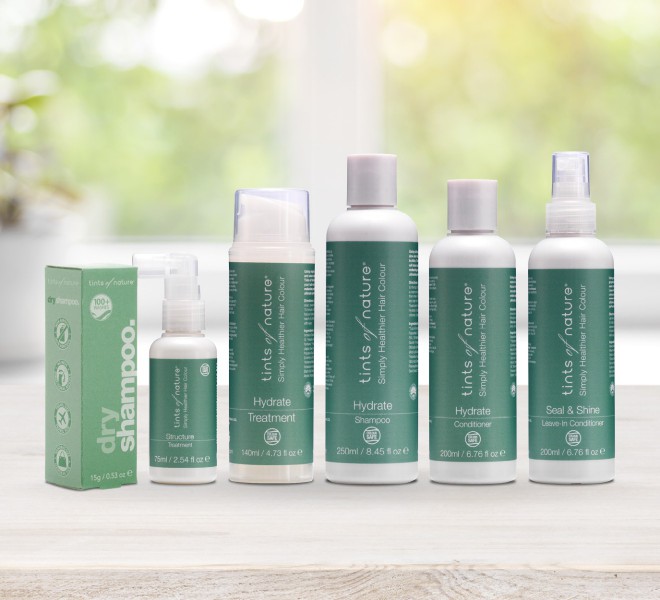 tints of nature
dry shampoo.
100+
dry
shampoo.
15g / 0.53 oz e
tints of nature
Simply Healthier Hair Colour
Structure
Treatment
75ml / 2.54 fl oz e
tints of nature
Simply Healthier Hair Colour
Hydrate
Treatment
140ml / 4.73 fl oz e
tints of nature
Simply Healthier Hair Colour
Hydrate
Shampoo
250ml / 8.45 fl oz e
tints of nature
Simply Healthier Hair Colour
Hydrate
Conditioner
200ml / 6.76 fl oz e
tints of nature
Simply Healthier Hair Colour
Seal & Shine
Leave-in Conditioner
200ml / 6.76 fl oz e